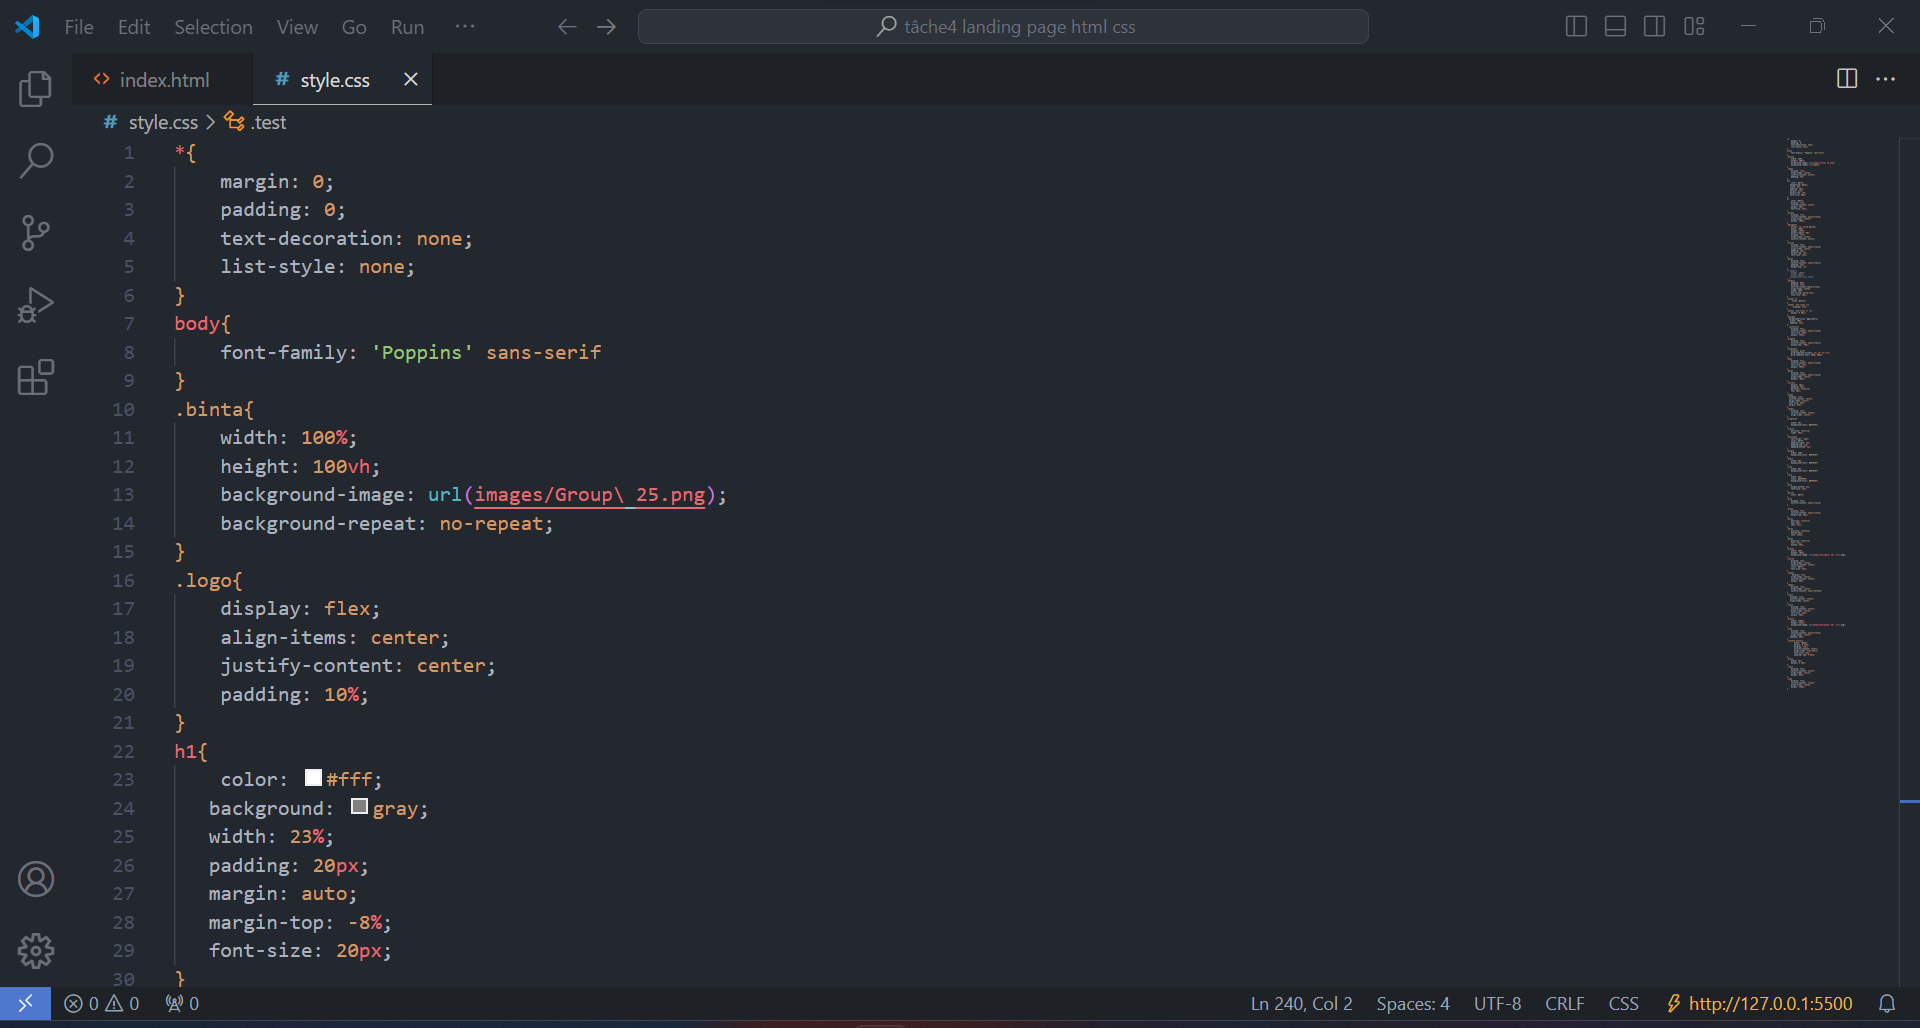 File Edit Selection View Go Run ···
tâche4 landing page html css
<> index.html
# style.css
# style.css > .test
1 *{
2     margin: 0;
3     padding: 0;
4     text-decoration: none;
5     list-style: none;
6 }
7 body{
8     font-family: 'Poppins' sans-serif
9 }
10 .binta{
11     width: 100%;
12     height: 100vh;
13     background-image: url(images/Group\ 25.png);
14     background-repeat: no-repeat;
15 }
16 .logo{
17     display: flex;
18     align-items: center;
19     justify-content: center;
20     padding: 10%;
21 }
22 h1{
23     color: #fff;
24    background: gray;
25    width: 23%;
26    padding: 20px;
27    margin: auto;
28    margin-top: -8%;
29    font-size: 20px;
30 }
0 0 0
Ln 240, Col 2 Spaces: 4 UTF-8 CRLF CSS http://127.0.0.1:5500